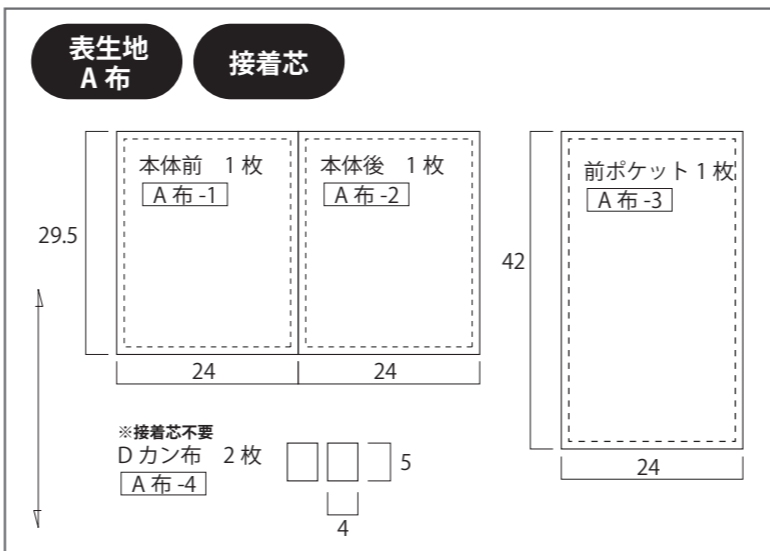 表生地
A 布
接着芯
本体前 1 枚
A 布 -1
本体後 1 枚
A 布 -2
前ポケット 1 枚
A 布 -3
29.5
42
24
24
※接着芯不要
D カン布 2 枚
A 布 -4
5
4
24